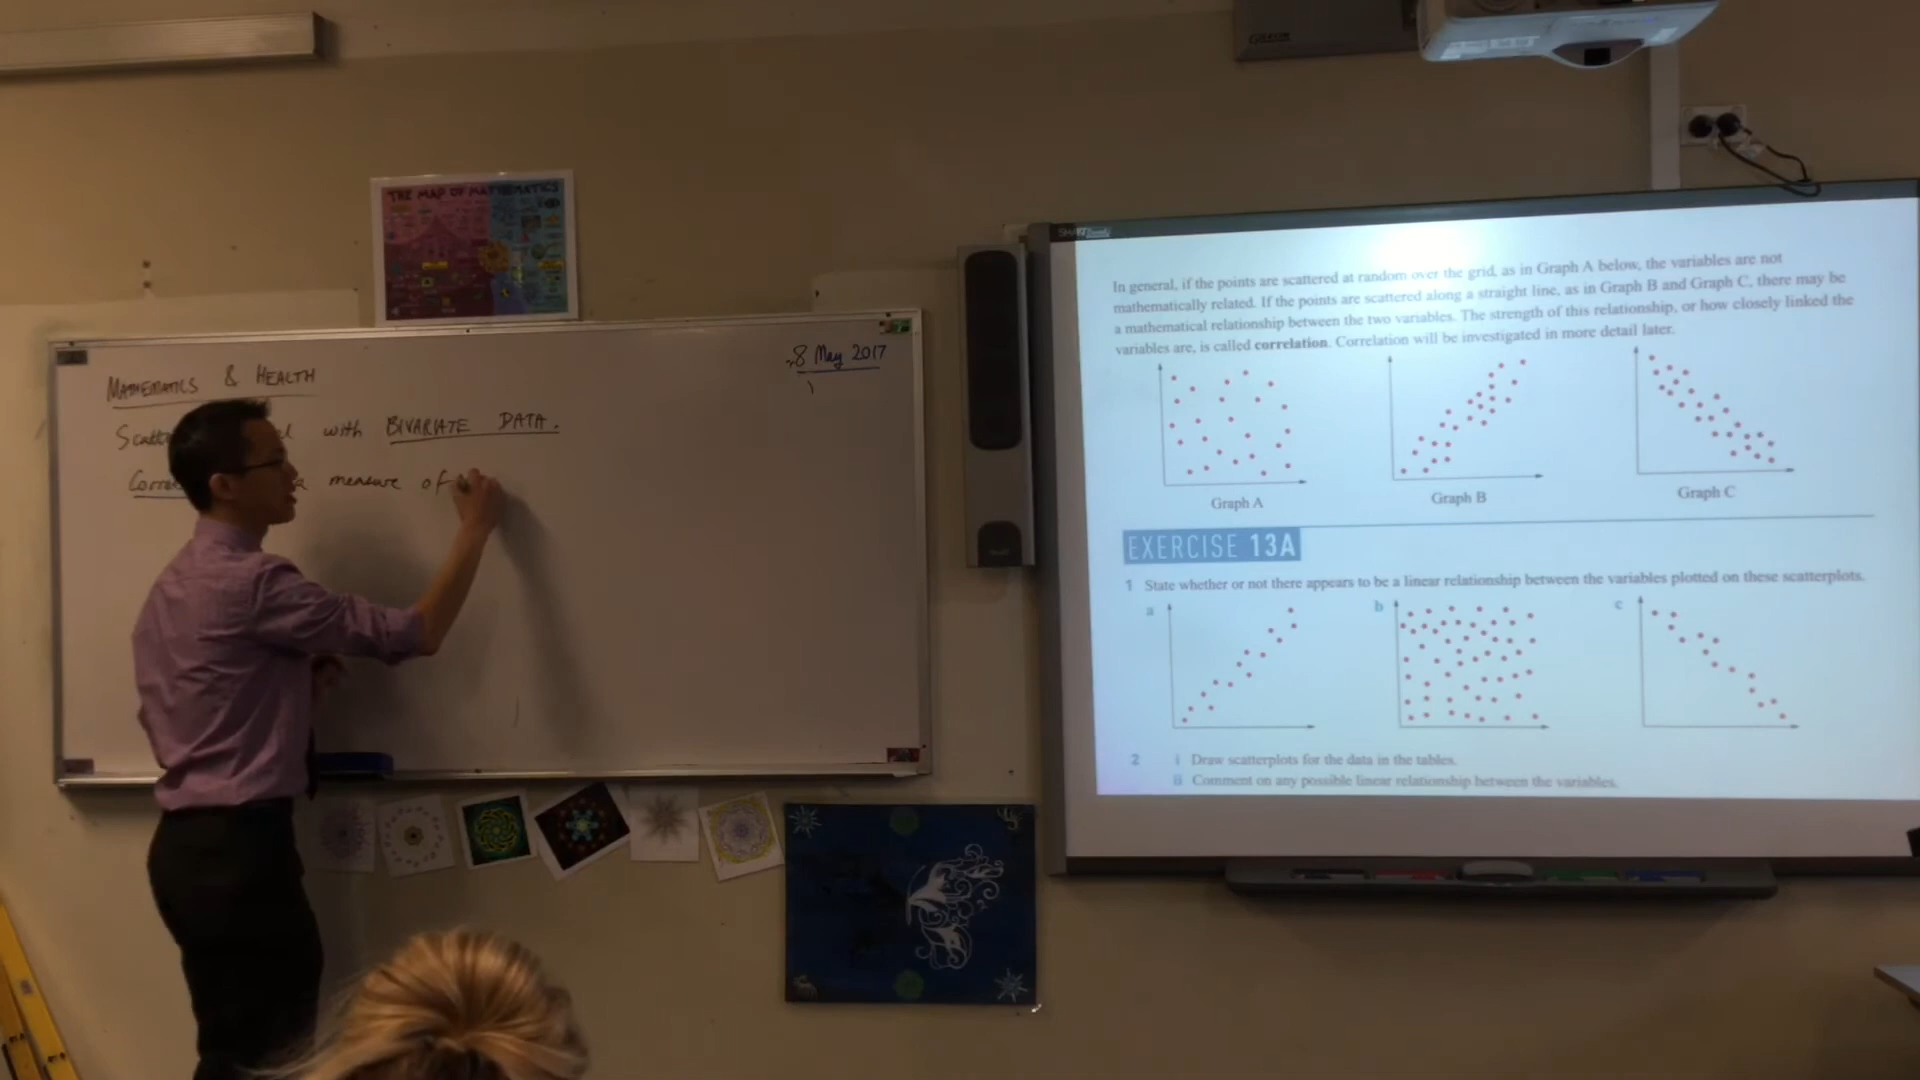 THE MAP OF MATHEMATICS
MATHEMATICS & HEALTH
8 May 2017
with BIVARIATE DATA.
measure of
SMART Board
In general, if the points are scattered at random over the grid, as in Graph A below, the variables are not
mathematically related. If the points are scattered along a straight line, as in Graph B and Graph C, there may be
a mathematical relationship between the two variables. The strength of this relationship, or how closely linked the
variables are, is called correlation. Correlation will be investigated in more detail later.
Graph A
Graph B
Graph C
EXERCISE 13A
1 State whether or not there appears to be a linear relationship between the variables plotted on these scatterplots.
a
b
c
2 i Draw scatterplots for the data in the tables.
ii Comment on any possible linear relationship between the variables.